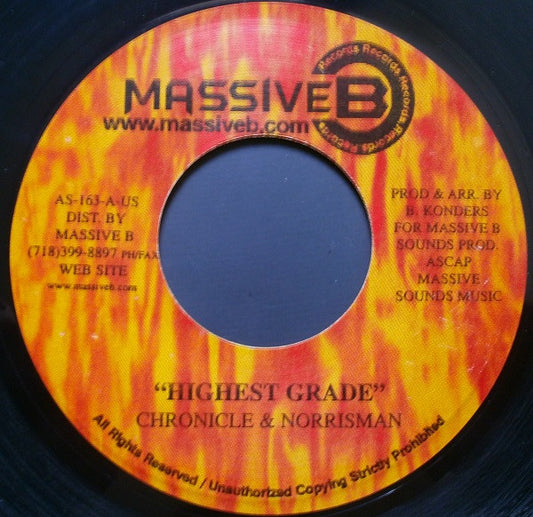 MASSIVE B
Records Records Records Records Records
www.massiveb.com
AS-163-A-US
DIST. BY
MASSIVE B
(718)399-8897 PH/FAX
WEB SITE
www.massiveb.com
PROD & ARR. BY
B. KONDERS
FOR MASSIVE B
SOUNDS PROD.
ASCAP
MASSIVE
SOUNDS MUSIC
“HIGHEST GRADE”
CHRONICLE & NORRISMAN
All Rights Reserved / Unauthorized Copying Strictly Prohibited